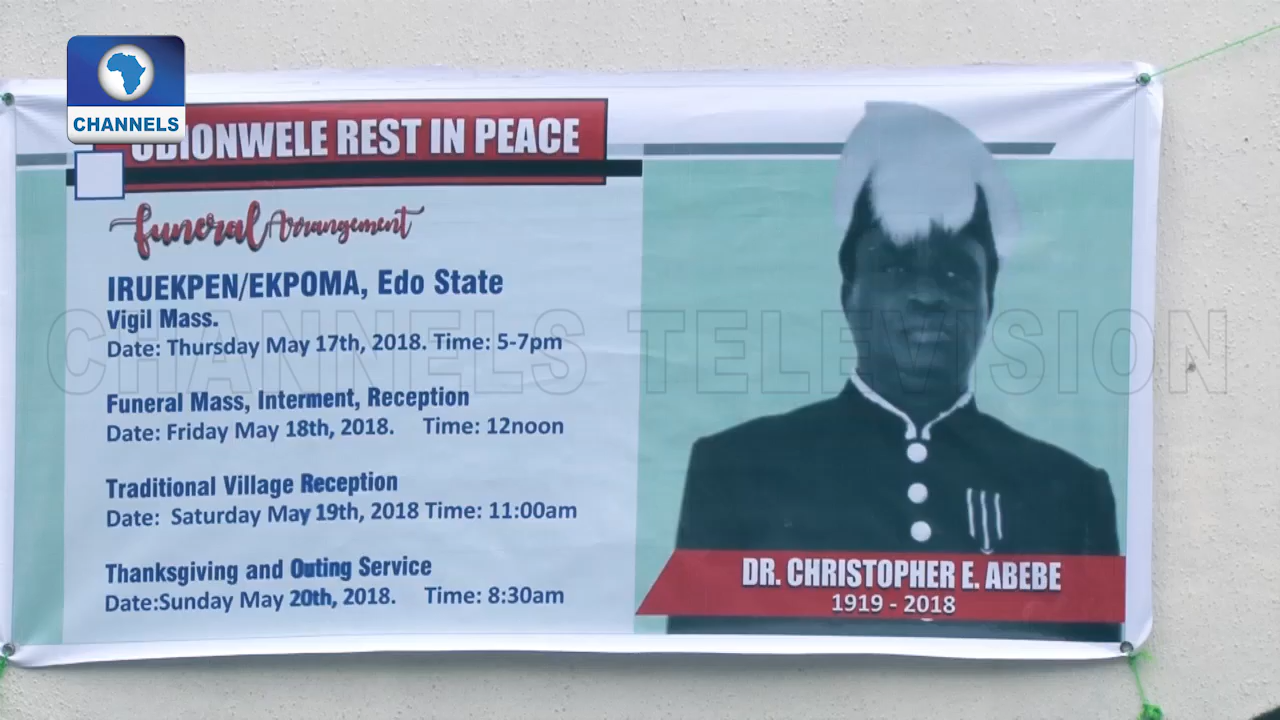 CHANNELS
REST IN PEACE
Funeral Arrangement
IRUEKPEN/EKPOMA, Edo State
Vigil Mass.
Date: Thursday May 17th, 2018. Time: 5-7pm
Funeral Mass, Interment, Reception
Date: Friday May 18th, 2018. Time: 12noon
Traditional Village Reception
Date: Saturday May 19th, 2018 Time: 11:00am
Thanksgiving and Outing Service
Date:Sunday May 20th, 2018. Time: 8:30am
DR. CHRISTOPHER E. ABEBE
1919 - 2018
CHANNELS TELEVISION